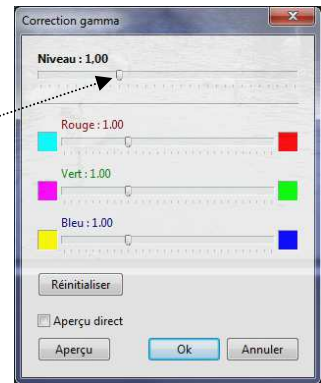 Correction gamma
Niveau : 1,00
Rouge : 1.00
Vert : 1.00
Bleu : 1.00
Réinitialiser
Aperçu direct
Aperçu
Ok
Annuler